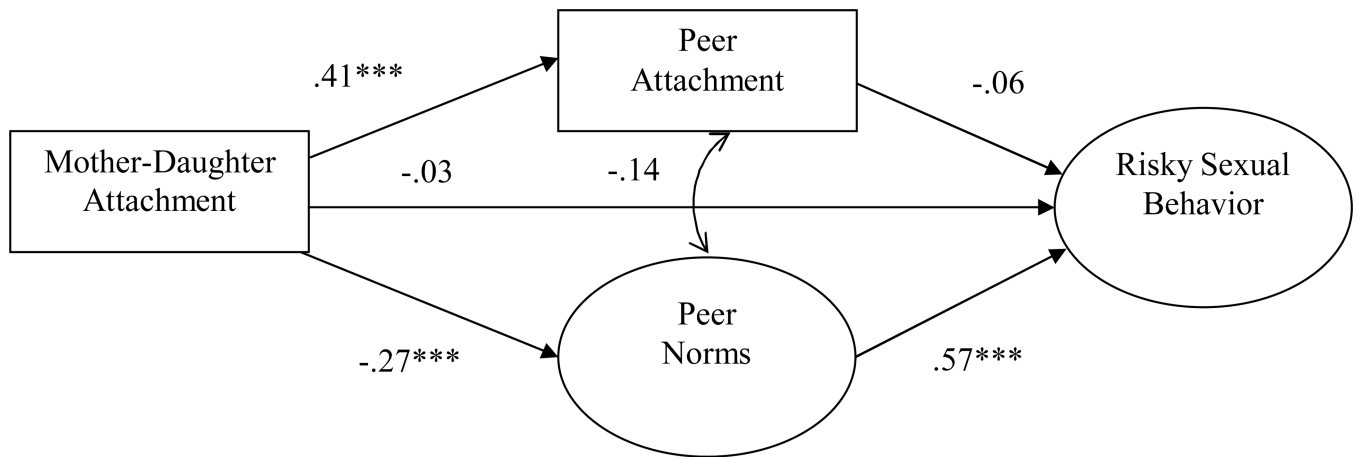 Peer
Attachment
.41***
-.06
Mother-Daughter
Attachment
-.03
-.14
Risky Sexual
Behavior
Peer
Norms
-.27***
.57***